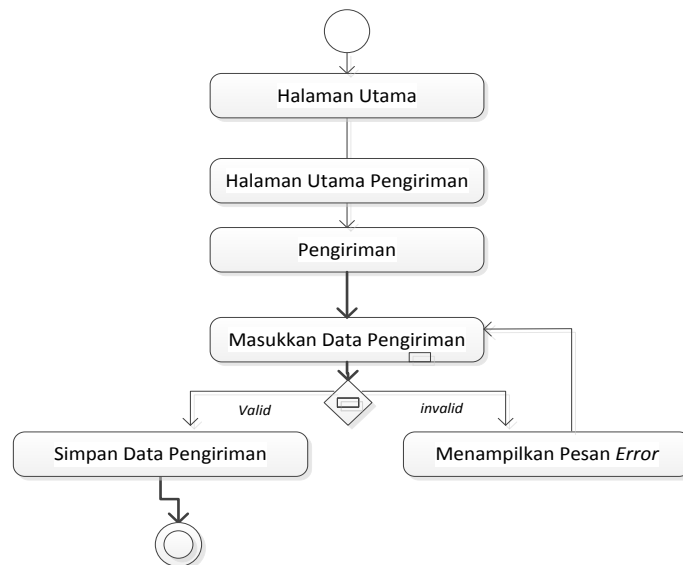 Halaman Utama
Halaman Utama Pengiriman
Pengiriman
Masukkan Data Pengiriman
Valid
invalid
Simpan Data Pengiriman
Menampilkan Pesan Error